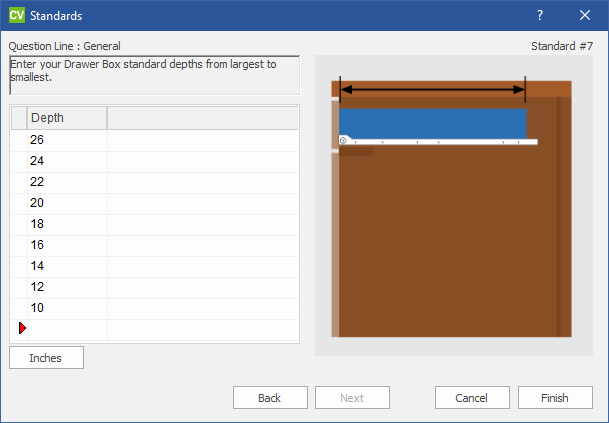 CV Standards ?
Question Line : General Standard #7
Enter your Drawer Box standard depths from largest to
smallest.
Depth
26
24
22
20
18
16
14
12
10
Inches
Back Next Cancel Finish